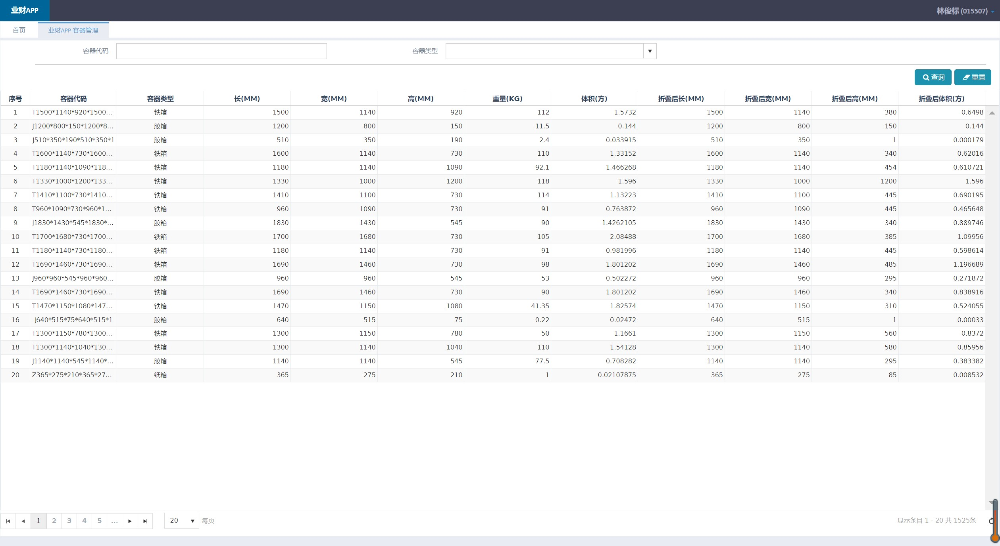 业财APP 林俊标 (015507)
首页 业财APP-容器管理
容器代码 容器类型
查询 重置
序号 容器代码 容器类型 长(MM) 宽(MM) 高(MM) 重量(KG) 体积(方) 折叠后长(MM) 折叠后宽(MM) 折叠后高(MM) 折叠后体积(方)
1 T1500*1140*920*1500... 铁箱 1500 1140 920 112 1.5732 1500 1140 380 0.6498
2 J1200*800*150*1200*8... 胶箱 1200 800 150 11.5 0.144 1200 800 150 0.144
3 J510*350*190*510*350*1 胶箱 510 350 190 2.4 0.033915 510 350 1 0.000179
4 T1600*1140*730*1600... 铁箱 1600 1140 730 110 1.33152 1600 1140 340 0.62016
5 T1180*1140*1090*118... 铁箱 1180 1140 1090 92.1 1.466268 1180 1140 454 0.610721
6 T1330*1000*1200*133... 铁箱 1330 1000 1200 118 1.596 1330 1000 1200 1.596
7 T1410*1100*730*1410... 铁箱 1410 1100 730 114 1.13223 1410 1100 445 0.690195
8 T960*1090*730*960*1... 铁箱 960 1090 730 91 0.763872 960 1090 445 0.465648
9 J1830*1430*545*1830*... 胶箱 1830 1430 545 90 1.4262105 1830 1430 340 0.889746
10 T1700*1680*730*1700... 铁箱 1700 1680 730 105 2.08488 1700 1680 385 1.09956
11 T1180*1140*730*1180... 铁箱 1180 1140 730 91 0.981996 1180 1140 445 0.598614
12 T1690*1460*730*1690... 铁箱 1690 1460 730 98 1.801202 1690 1460 485 1.196689
13 J960*960*545*960*960... 胶箱 960 960 545 53 0.502272 960 960 295 0.271872
14 T1690*1460*730*1690... 铁箱 1690 1460 730 90 1.801202 1690 1460 340 0.838916
15 T1470*1150*1080*147... 铁箱 1470 1150 1080 41.35 1.82574 1470 1150 310 0.524055
16 J640*515*75*640*515*1 胶箱 640 515 75 0.22 0.02472 640 515 1 0.00033
17 T1300*1150*780*1300... 铁箱 1300 1150 780 50 1.1661 1300 1150 560 0.8372
18 T1300*1140*1040*130... 铁箱 1300 1140 1040 110 1.54128 1300 1140 580 0.85956
19 J1140*1140*545*1140*... 胶箱 1140 1140 545 77.5 0.708282 1140 1140 295 0.383382
20 Z365*275*210*365*27... 纸箱 365 275 210 1 0.02107875 365 275 85 0.008532
1 2 3 4 5 ... 20 每页 显示条目 1 - 20 共 1525条